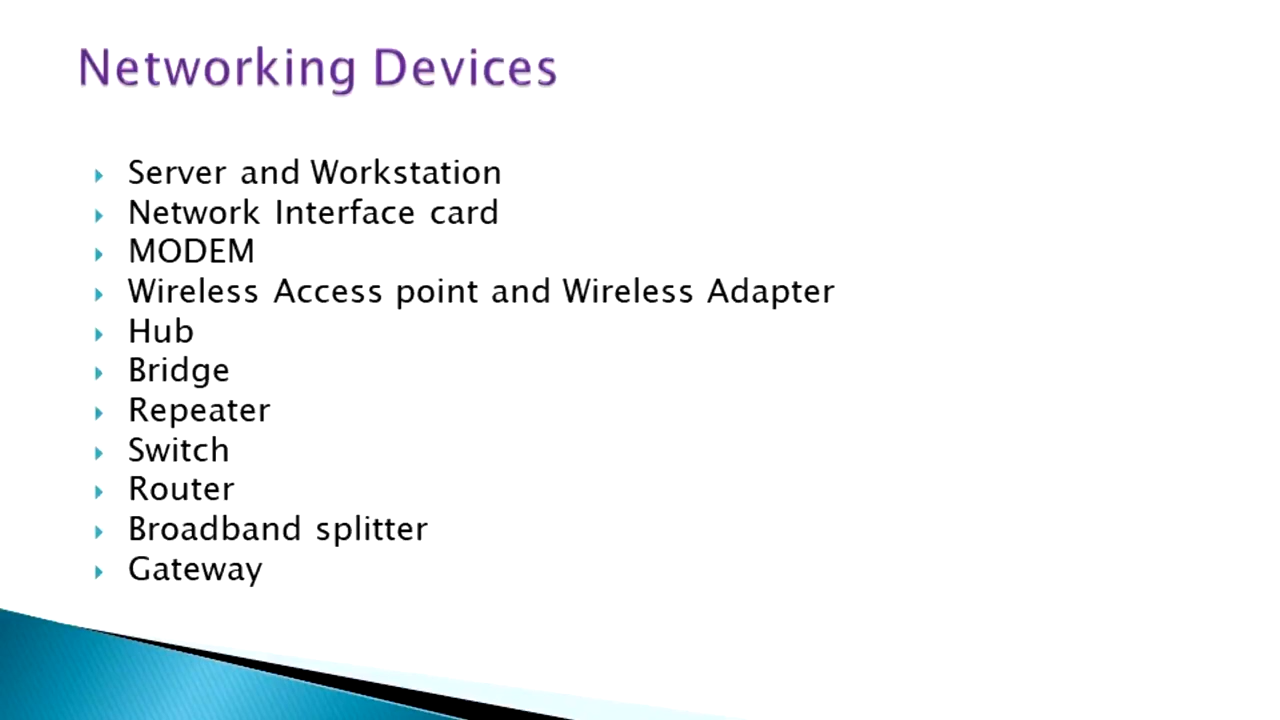 Networking Devices
Server and Workstation
Network Interface card
MODEM
Wireless Access point and Wireless Adapter
Hub
Bridge
Repeater
Switch
Router
Broadband splitter
Gateway